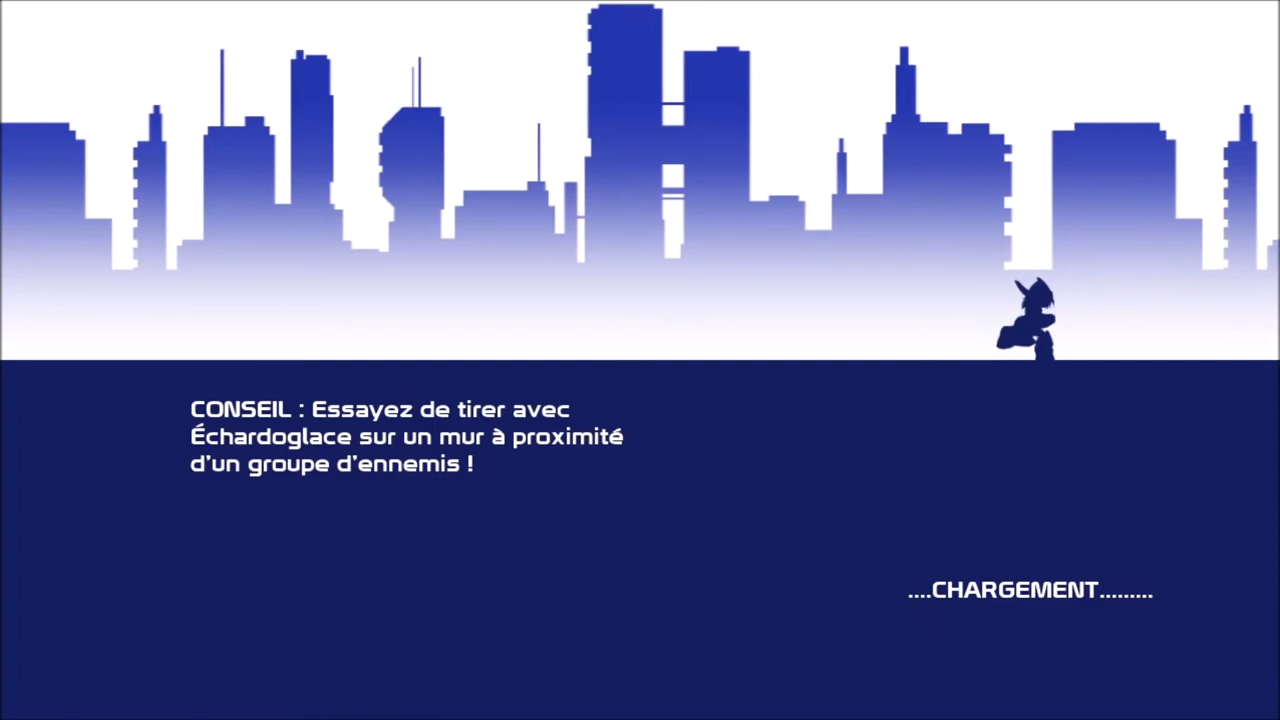 CONSEIL : Essayez de tirer avec
Échardoglace sur un mur à proximité
d'un groupe d'ennemis !
....CHARGEMENT.........